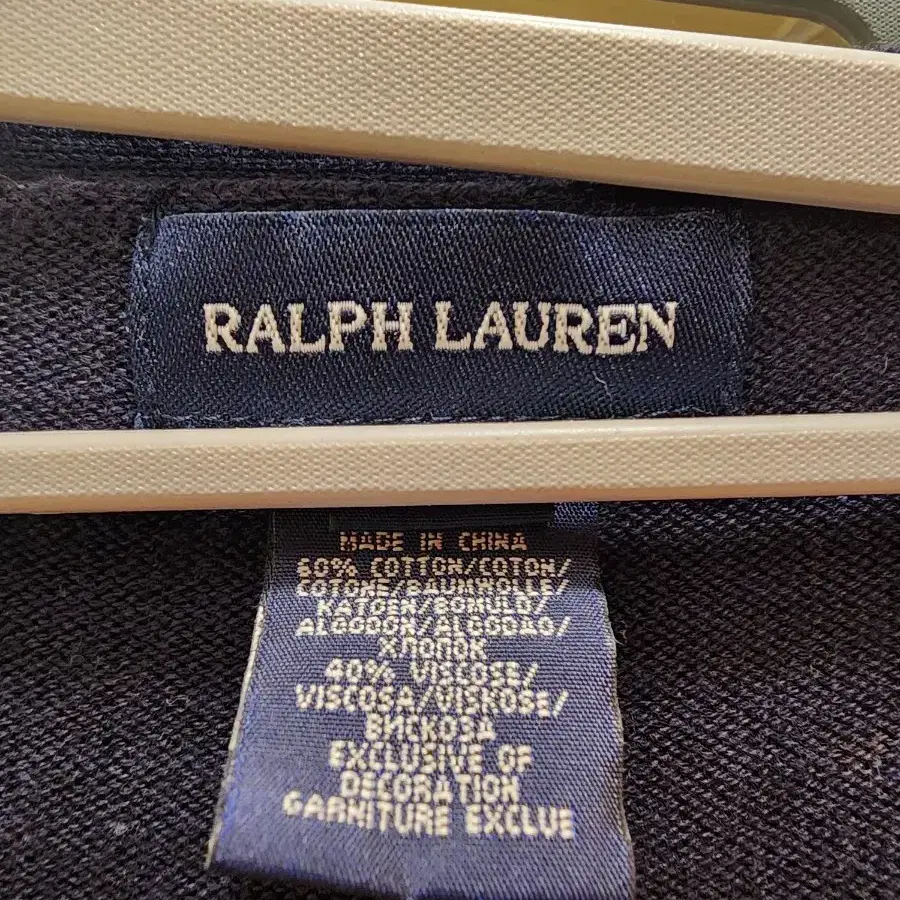 RALPH LAUREN
MADE IN CHINA
60% COTTON/COTON/
COTONE/BAUMWOLLE/
KATOEN/BOMULD/
ALGODON/ALGODAO/
ХЛОПОК
40% VISCOSE/
VISCOSA/VISKOSE/
ВИСКОЗА
EXCLUSIVE OF
DECORATION
GARNITURE EXCLUE